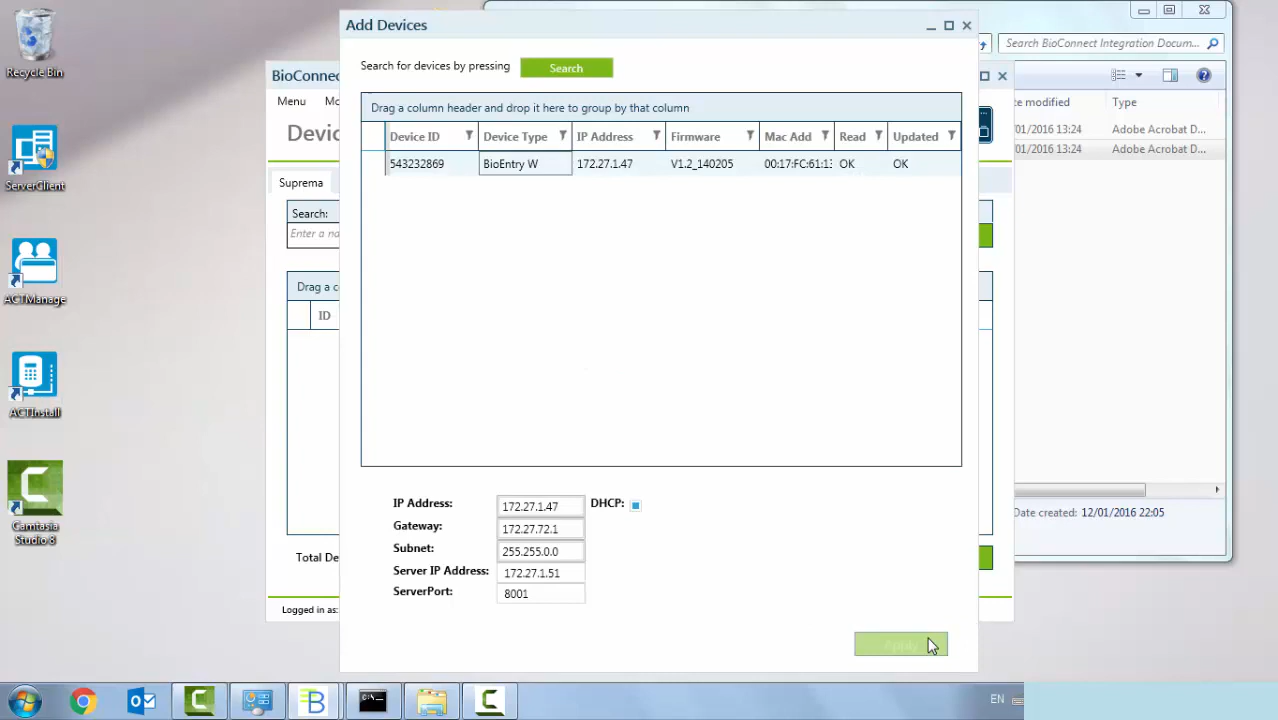 Add Devices
Search for devices by pressing
Search
Drag a column header and drop it here to group by that column
Device ID
Device Type
IP Address
Firmware
Mac Add
Read
Updated
543232869
BioEntry W
172.27.1.47
V1.2_140205
00:17:FC:61:13
OK
OK
IP Address:
172.27.1.47
DHCP:
Gateway:
172.27.72.1
Subnet:
255.255.0.0
Server IP Address:
172.27.1.51
ServerPort:
8001
Apply
BioConnec
Menu
Mo
Devic
Suprema
Search:
Enter a na
Drag a c
ID
Total De
Logged in as:
Search BioConnect Integration Docum...
te modified
Type
/01/2016 13:24
Adobe Acrobat D...
/01/2016 13:24
Adobe Acrobat D...
Date created: 12/01/2016 22:05
Recycle Bin
ServerClient
ACTManage
ACTInstall
Camtasia
Studio 8
EN